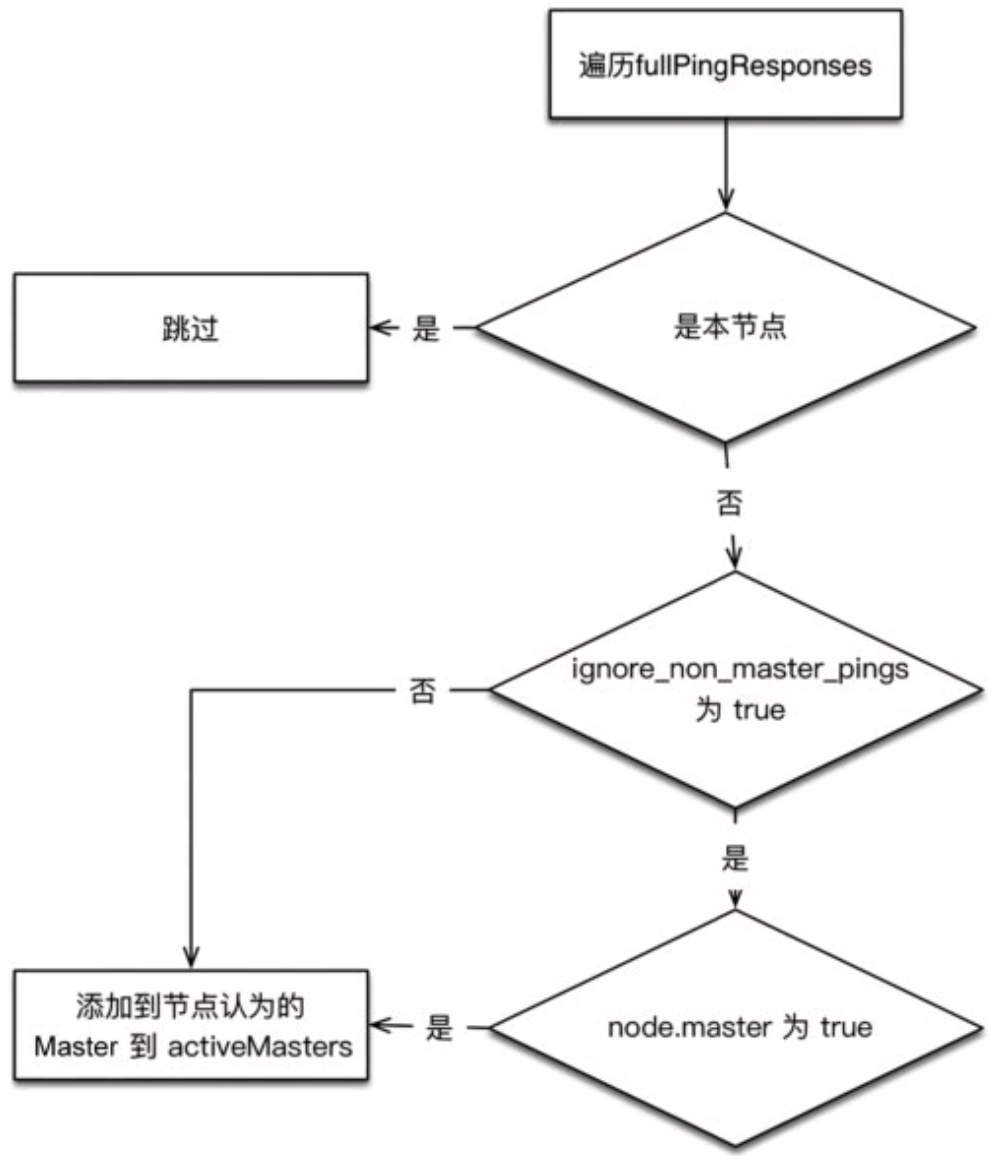 遍历fullPingResponses
跳过
是
是本节点
否
ignore_non_master_pings
为 true
否
是
添加到节点认为的
Master 到 activeMasters
是
node.master 为 true